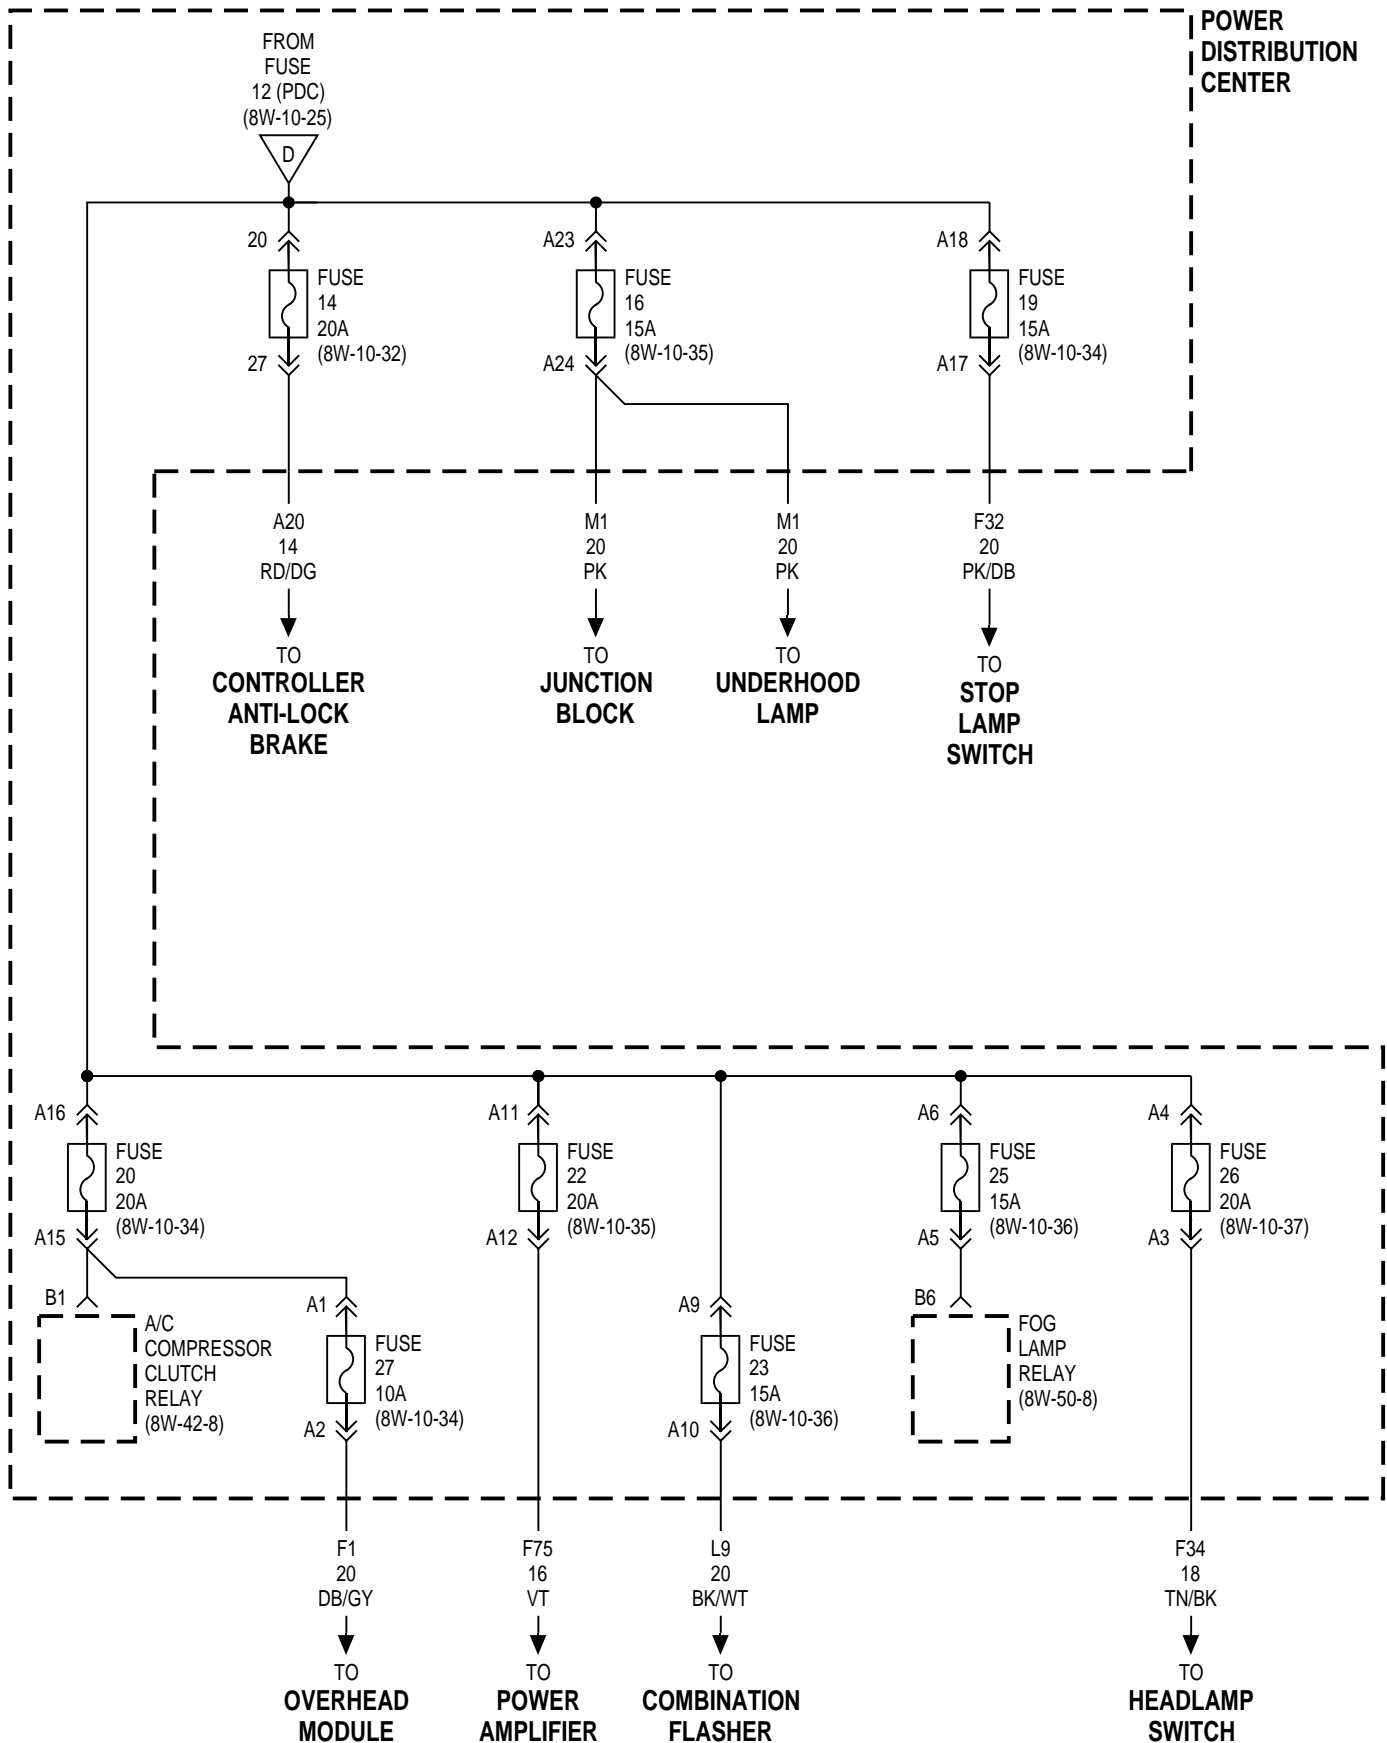 POWER
DISTRIBUTION
CENTER
FROM
FUSE
12 (PDC)
(8W-10-25)
D
20
FUSE
14
20A
(8W-10-32)
27
A23
FUSE
16
15A
(8W-10-35)
A24
A18
FUSE
19
15A
(8W-10-34)
A17
A20
14
RD/DG
TO
CONTROLLER
ANTI-LOCK
BRAKE
M1
20
PK
TO
JUNCTION
BLOCK
M1
20
PK
TO
UNDERHOOD
LAMP
F32
20
PK/DB
TO
STOP
LAMP
SWITCH
A16
FUSE
20
20A
(8W-10-34)
A15
A11
FUSE
22
20A
(8W-10-35)
A12
A6
FUSE
25
15A
(8W-10-36)
A5
A4
FUSE
26
20A
(8W-10-37)
A3
B1
A/C
COMPRESSOR
CLUTCH
RELAY
(8W-42-8)
A1
FUSE
27
10A
(8W-10-34)
A2
A9
FUSE
23
15A
(8W-10-36)
A10
B6
FOG
LAMP
RELAY
(8W-50-8)
F1
20
DB/GY
TO
OVERHEAD
MODULE
F75
16
VT
TO
POWER
AMPLIFIER
L9
20
BK/WT
TO
COMBINATION
FLASHER
F34
18
TN/BK
TO
HEADLAMP
SWITCH